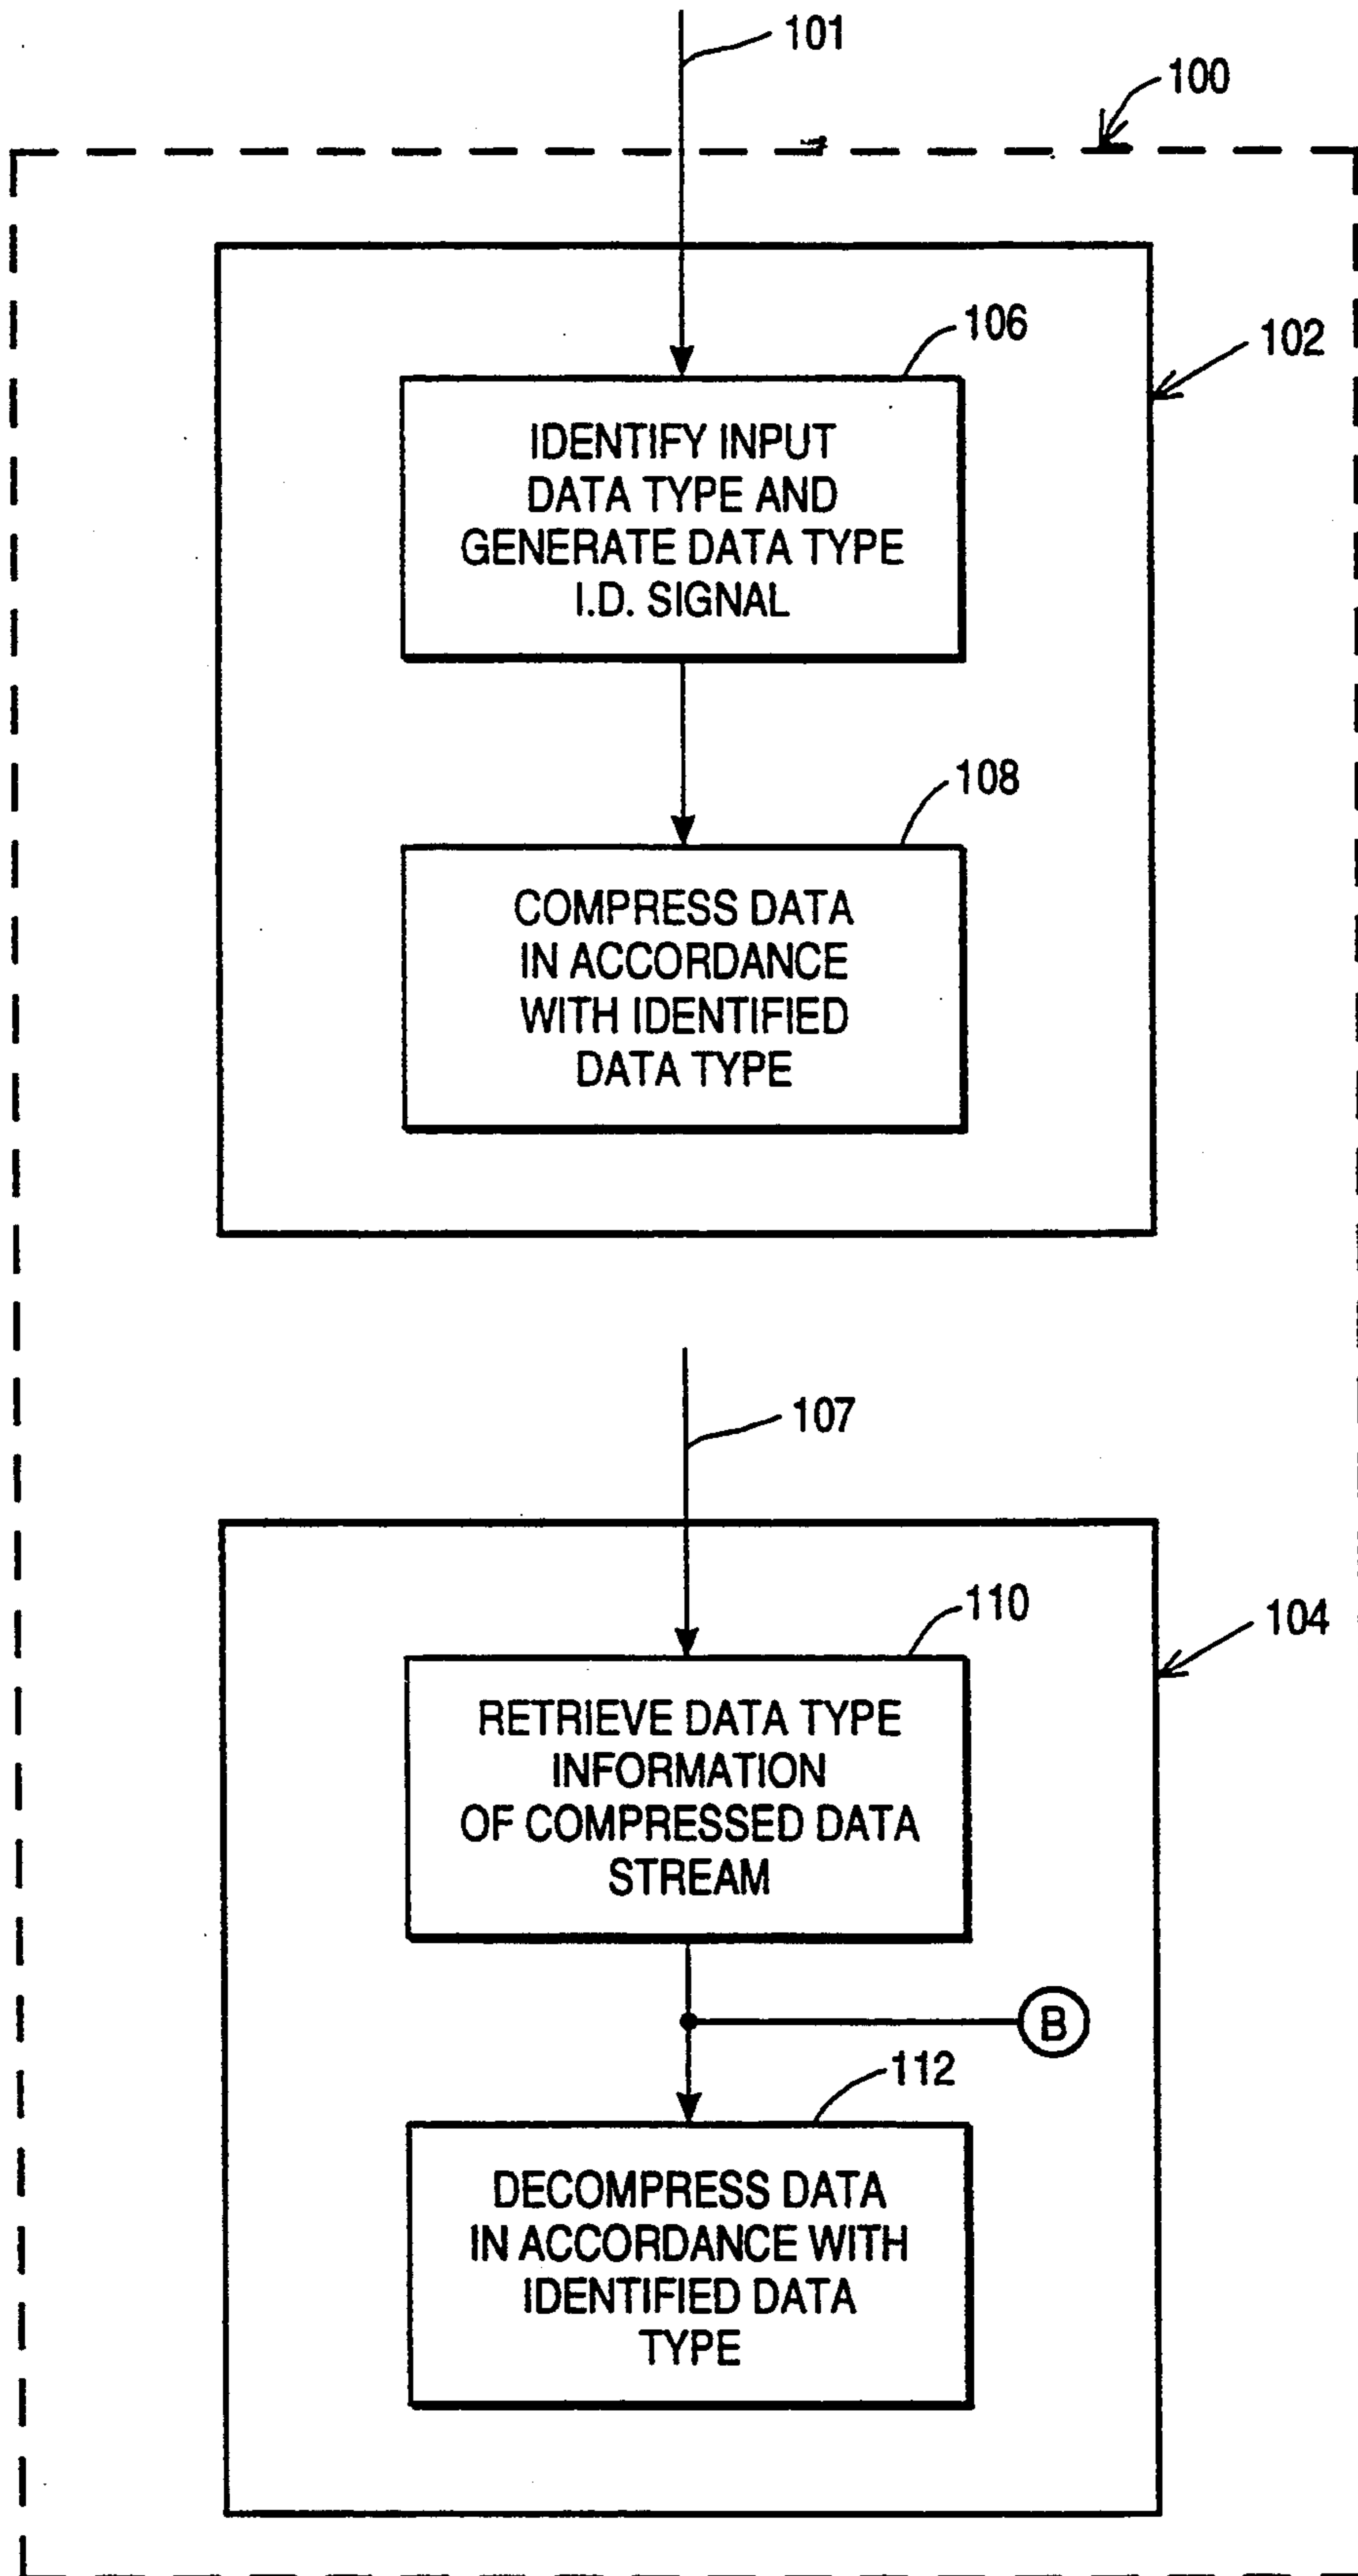 101
100
106
102
IDENTIFY INPUT
DATA TYPE AND
GENERATE DATA TYPE
I.D. SIGNAL
108
COMPRESS DATA
IN ACCORDANCE
WITH IDENTIFIED
DATA TYPE
107
110
104
RETRIEVE DATA TYPE
INFORMATION
OF COMPRESSED DATA
STREAM
B
112
DECOMPRESS DATA
IN ACCORDANCE WITH
IDENTIFIED DATA
TYPE